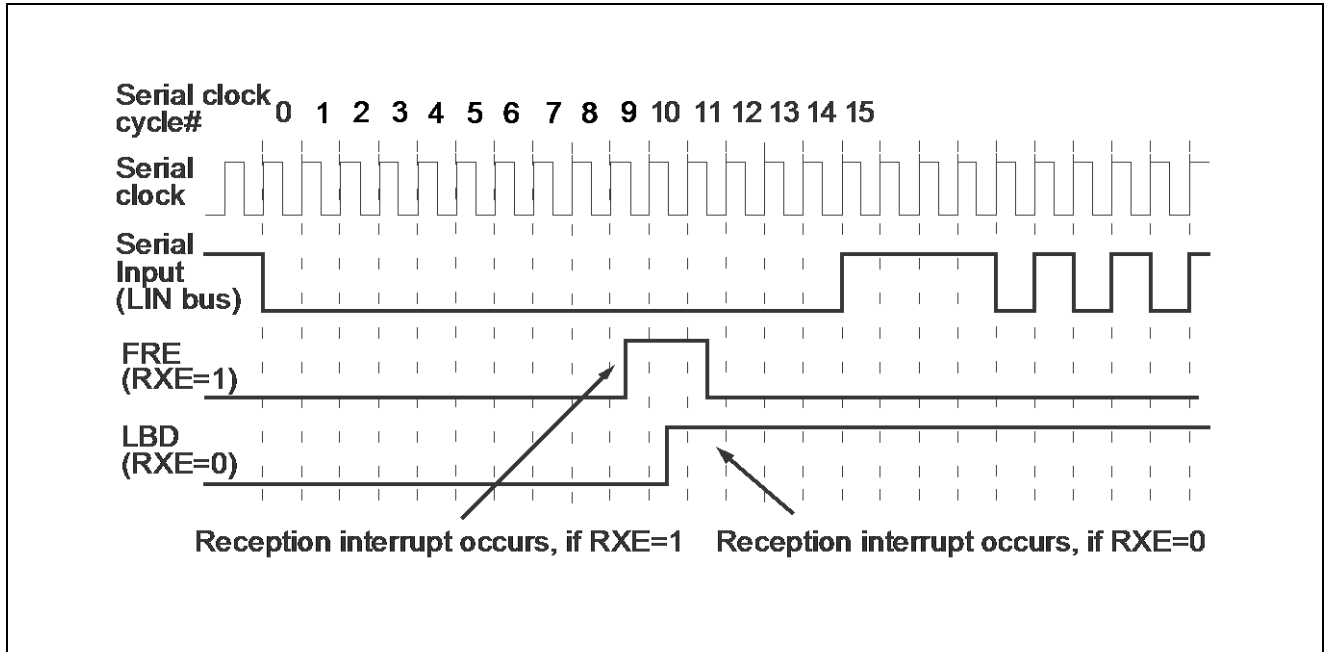 Serial clock
cycle#
0 1 2 3 4 5 6 7 8 9 10 11 12 13 14 15
Serial
clock
Serial
Input
(LIN bus)
FRE
(RXE=1)
LBD
(RXE=0)
Reception interrupt occurs, if RXE=1
Reception interrupt occurs, if RXE=0